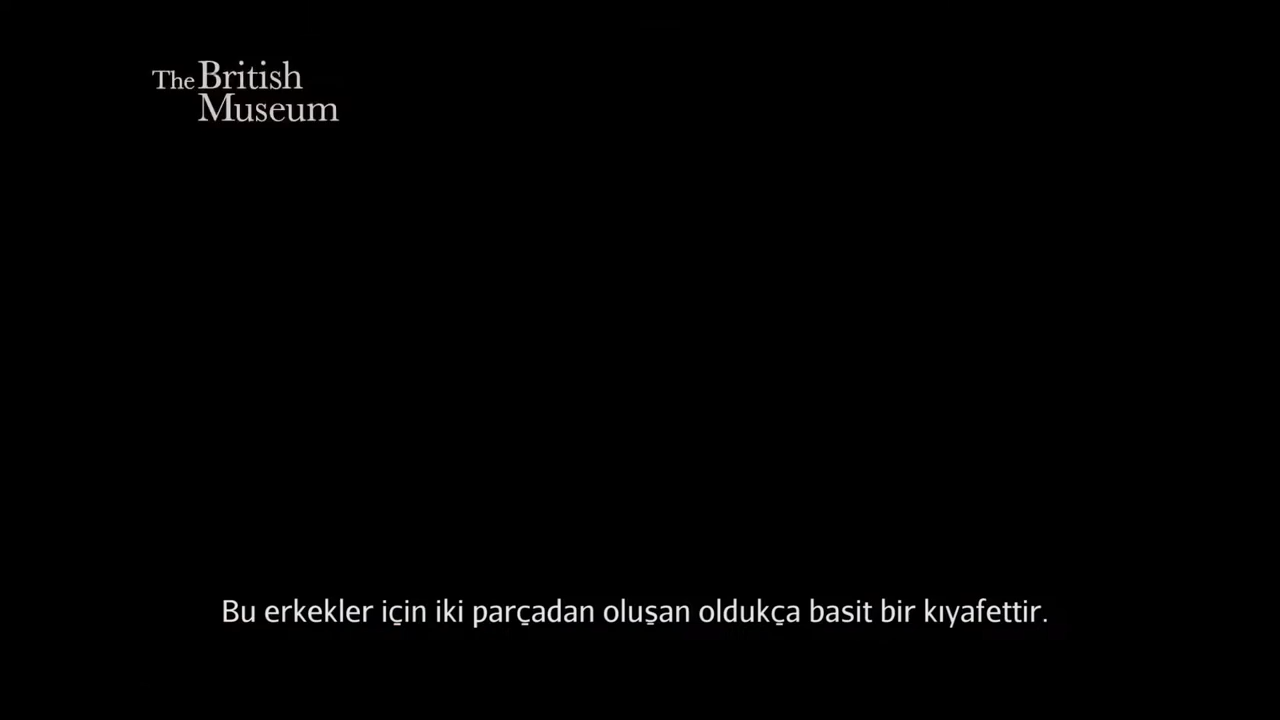 The British
Museum
Bu erkekler için iki parçadan oluşan oldukça basit bir kıyafettir.